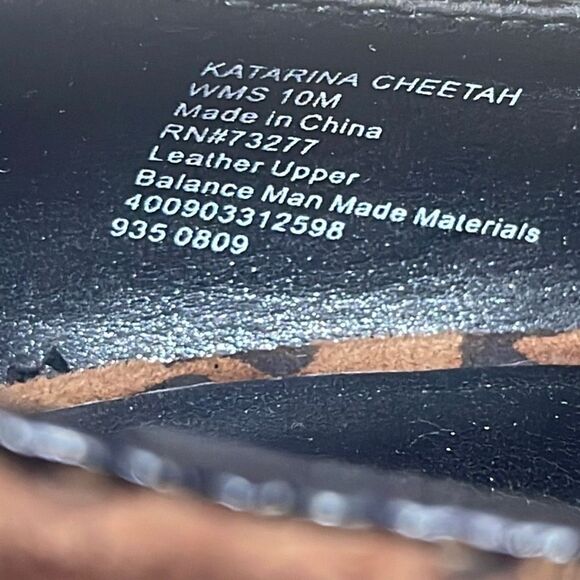 KATARINA CHEETAH
WMS 10M
Made in China
RN#73277
Leather Upper
Balance Man Made Materials
400903312598
935 0809